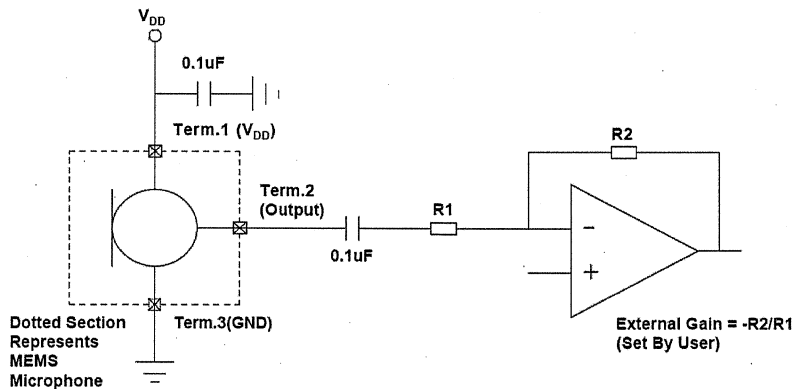 VDD
0.1uF
Term.1 (VDD)
R2
Term.2
(Output)
R1
0.1uF
-
+
Dotted Section
Represents
MEMS
Microphone
Term.3(GND)
External Gain = -R2/R1
(Set By User)